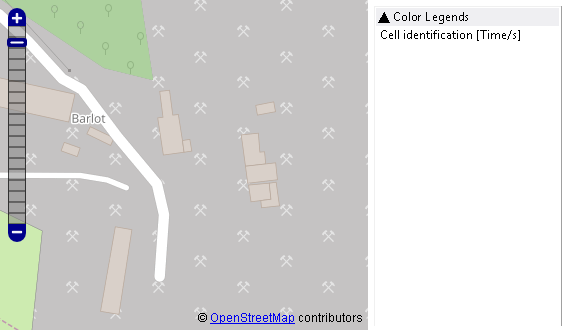 Color Legends
Cell identification [Time/s]
Barlot
© OpenStreetMap contributors